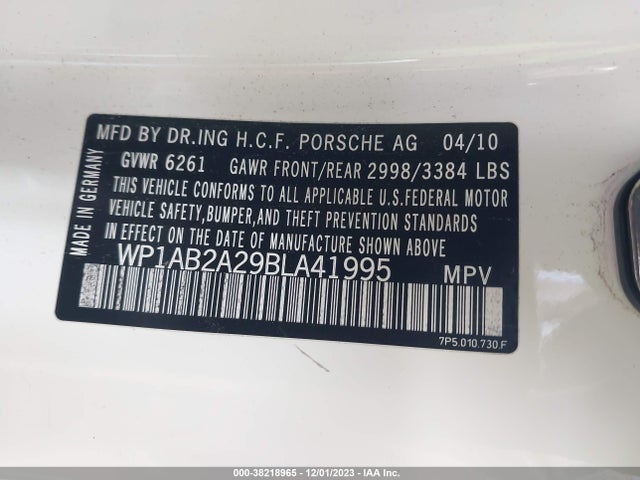 MFD BY DR.ING H.C.F. PORSCHE AG 04/10
GVWR 6261 GAWR FRONT/REAR 2998/3384 LBS
THIS VEHICLE CONFORMS TO ALL APPLICABLE U.S.FEDERAL MOTOR
VEHICLE SAFETY,BUMPER,AND THEFT PREVENTION STANDARDS
IN EFFECT ON THE DATE OF MANUFACTURE SHOWN ABOVE
WP1AB2A29BLA41995 MPV
MADE IN GERMANY
7P5.010.730.F
000-38218965 - 12/01/2023 - IAA Inc.